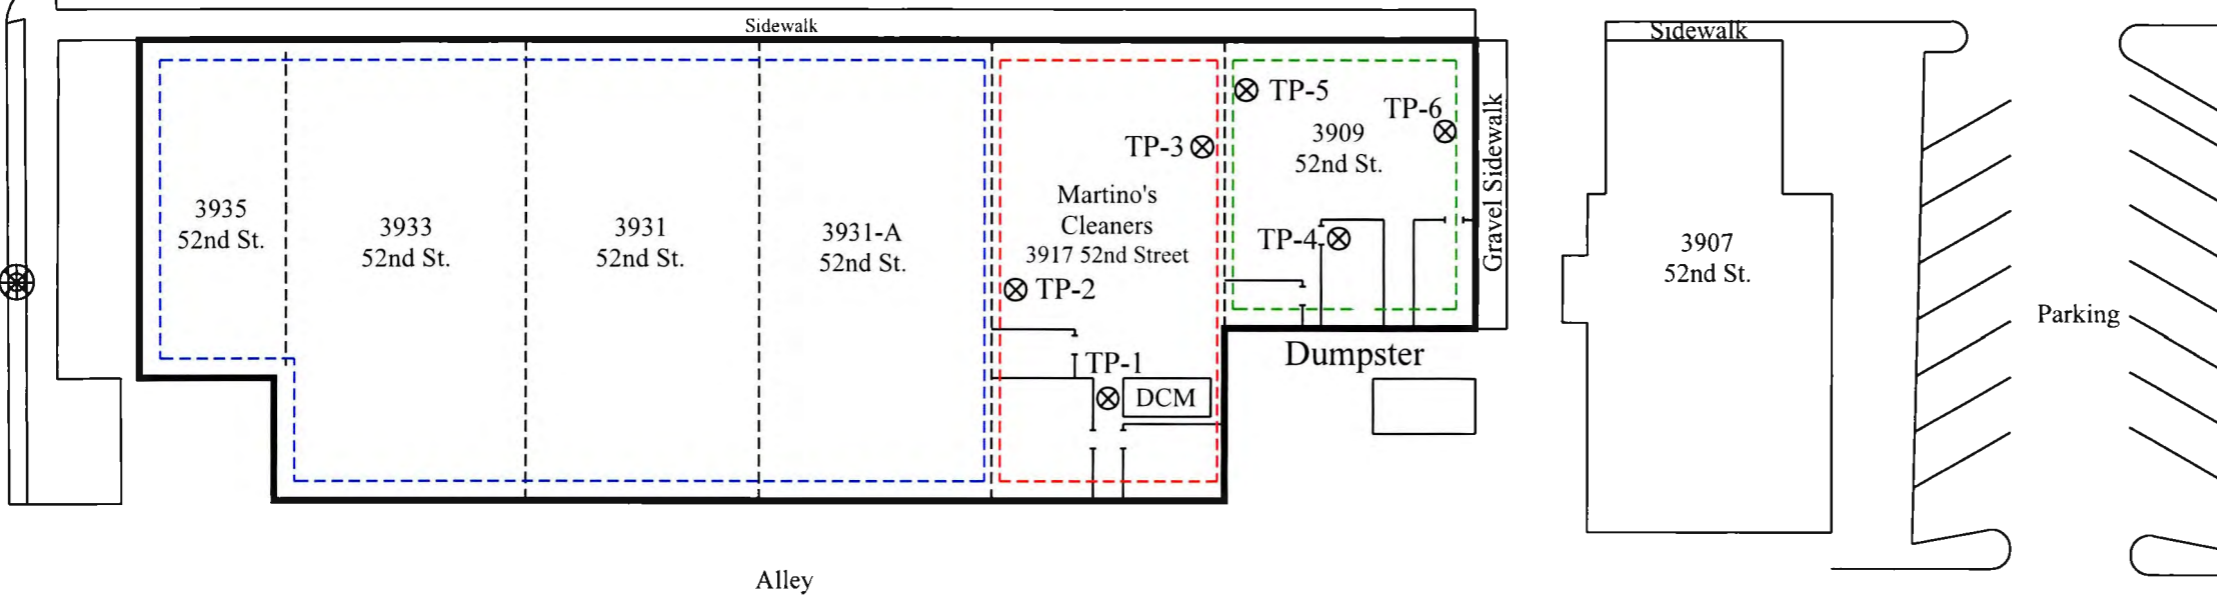 Sidewalk
Sidewalk
TP-5
TP-6
3909
52nd St.
TP-3
Gravel Sidewalk
Martino's
Cleaners
3917 52nd Street
3935
52nd St.
3933
52nd St.
3931
52nd St.
3931-A
52nd St.
TP-4
3907
52nd St.
TP-2
Parking
TP-1
Dumpster
DCM
Alley